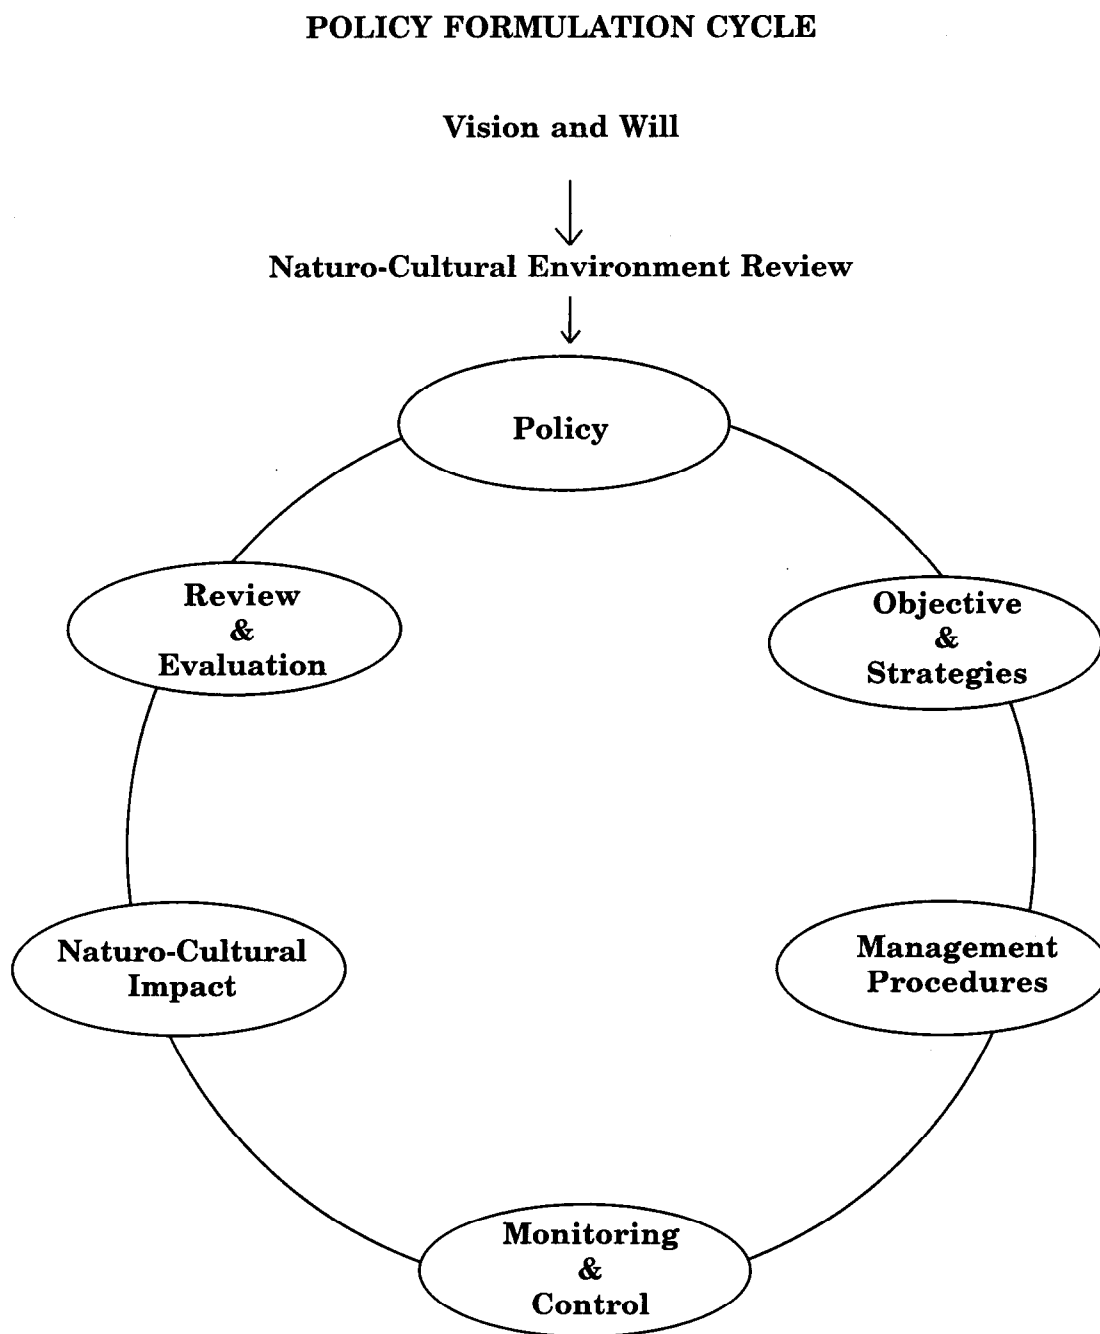 POLICY FORMULATION CYCLE
Vision and Will
Naturo-Cultural Environment Review
Policy
Objective
&
Strategies
Management
Procedures
Monitoring
&
Control
Naturo-Cultural
Impact
Review
&
Evaluation